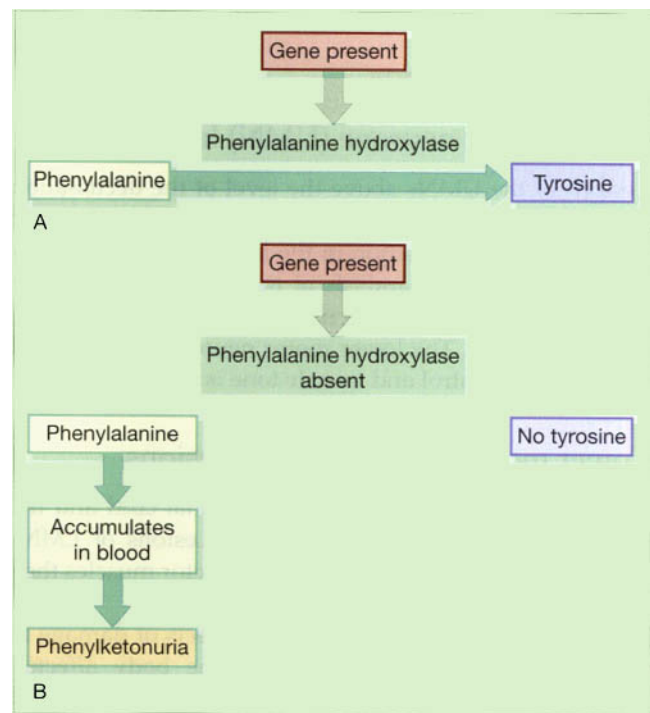 Gene present
Phenylalanine hydroxylase
Phenylalanine
Tyrosine
A
Gene present
Phenylalanine hydroxylase
absent
Phenylalanine
No tyrosine
Accumulates
in blood
Phenylketonuria
B